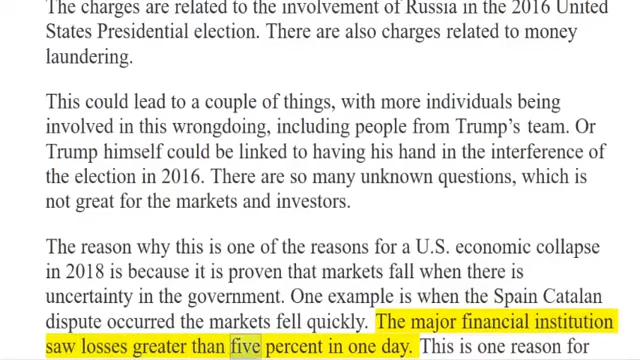 The charges are related to the involvement of Russia in the 2016 United
States Presidential election. There are also charges related to money
laundering.
This could lead to a couple of things, with more individuals being
involved in this wrongdoing, including people from Trump's team. Or
Trump himself could be linked to having his hand in the interference of
the election in 2016. There are so many unknown questions, which is
not great for the markets and investors.
The reason why this is one of the reasons for a U.S. economic collapse
in 2018 is because it is proven that markets fall when there is
uncertainty in the government. One example is when the Spain Catalan
dispute occurred the markets fell quickly. The major financial institution
saw losses greater than five percent in one day. This is one reason for